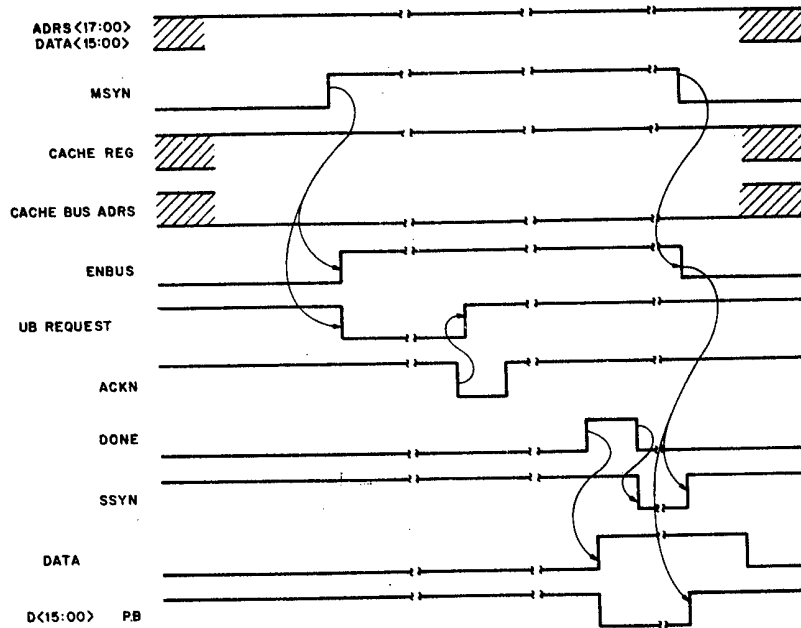 ADRS<17:00>
DATA<15:00>
MSYN
CACHE REG
CACHE BUS ADRS
ENBUS
UB REQUEST
ACKN
DONE
SSYN
DATA
D<15:00> P.B